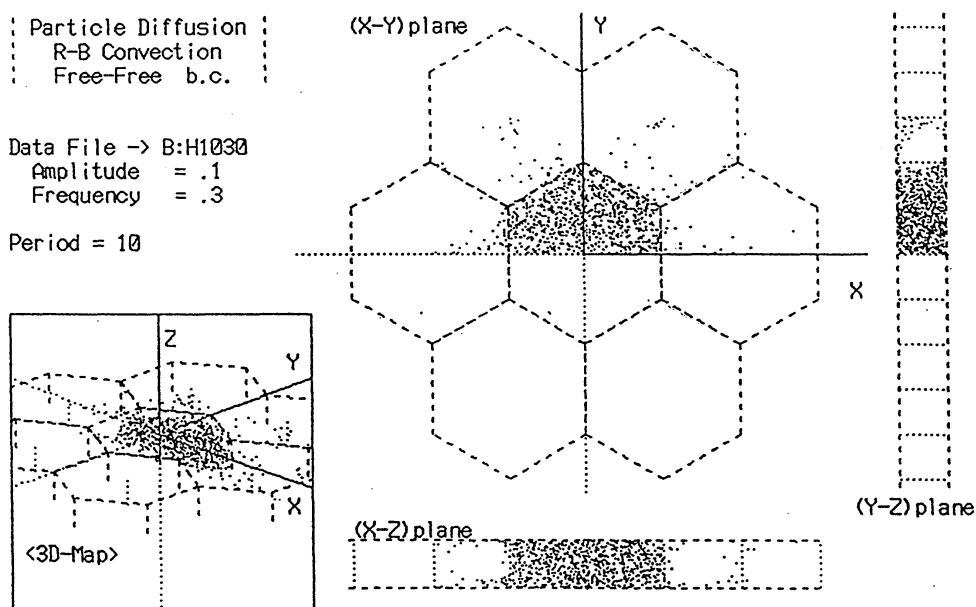 Particle Diffusion
R-B Convection
Free-Free b.c.
Data File -> B:H1030
Amplitude = .1
Frequency = .3
Period = 10
(X-Y)plane
Y
X
(Y-Z)plane
(X-Z)plane
Z
Y
X
<3D-Map>